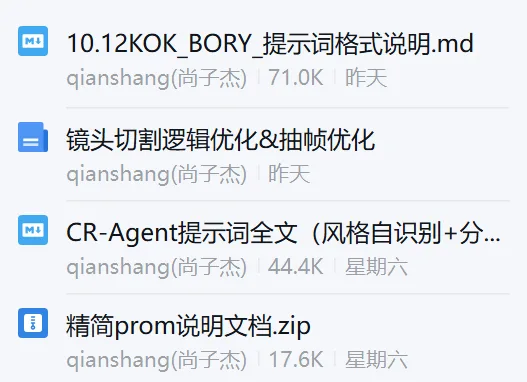 10.12KOK_BORY_提示词格式说明.md
qianshang(尚子杰) | 71.0K | 昨天
镜头切割逻辑优化&抽帧优化
qianshang(尚子杰) | 昨天
CR-Agent提示词全文（风格自识别+分...
qianshang(尚子杰) | 44.4K | 星期六
精简prom说明文档.zip
qianshang(尚子杰) | 17.6K | 星期六